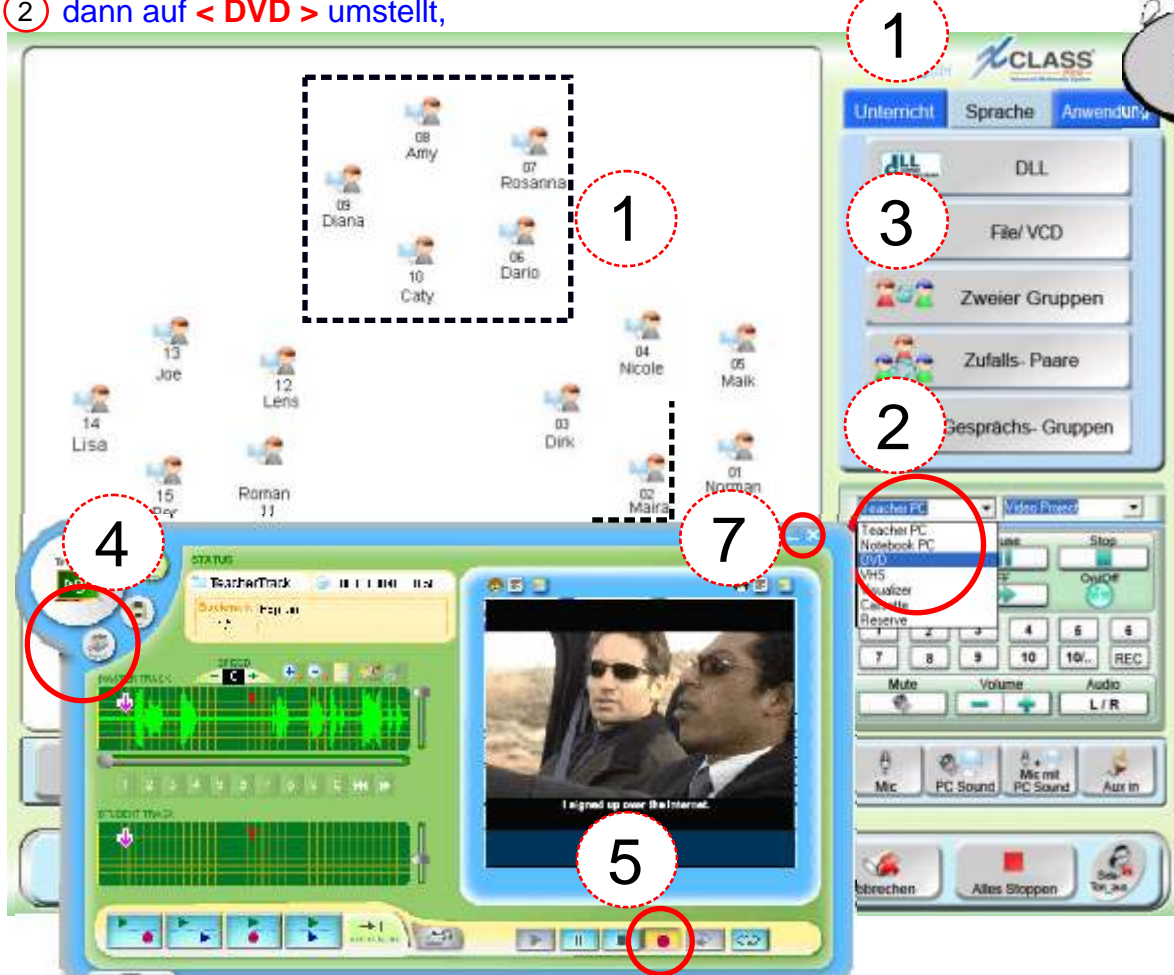 2 dann auf < DVD > umstellt,
1
XCLASS
Unterricht Sprache Anwendung
08
Amy
07
Rosanna
09
Diana
06
Dario
10
Caty
1
DLL
3
File/ VCD
Zweier Gruppen
Zufalls- Paare
2
Gesprächs- Gruppen
13
Joe
12
Lens
14
Lisa
15
Roman
11
04
Nicole
05
Maik
03
Dirk
02
Maira
01
Norman
4
7
Teacher PC
Video Project
Teacher PC
Notebook PC
DVD
VHS
Visualizer
Cassette
Reserve
Stop
On/Off
1 2 3 4 5 6
7 8 9 10 10/.. REC
Mute Volume Audio
L / R
Mic
PC Sound
Mic mit
PC Sound
Aux in
bbrechen
Alles Stoppen
STATUS
TeacherTrack
SPEED
MASTER TRACK
STUDENT TRACK
I signed up over the Internet.
5